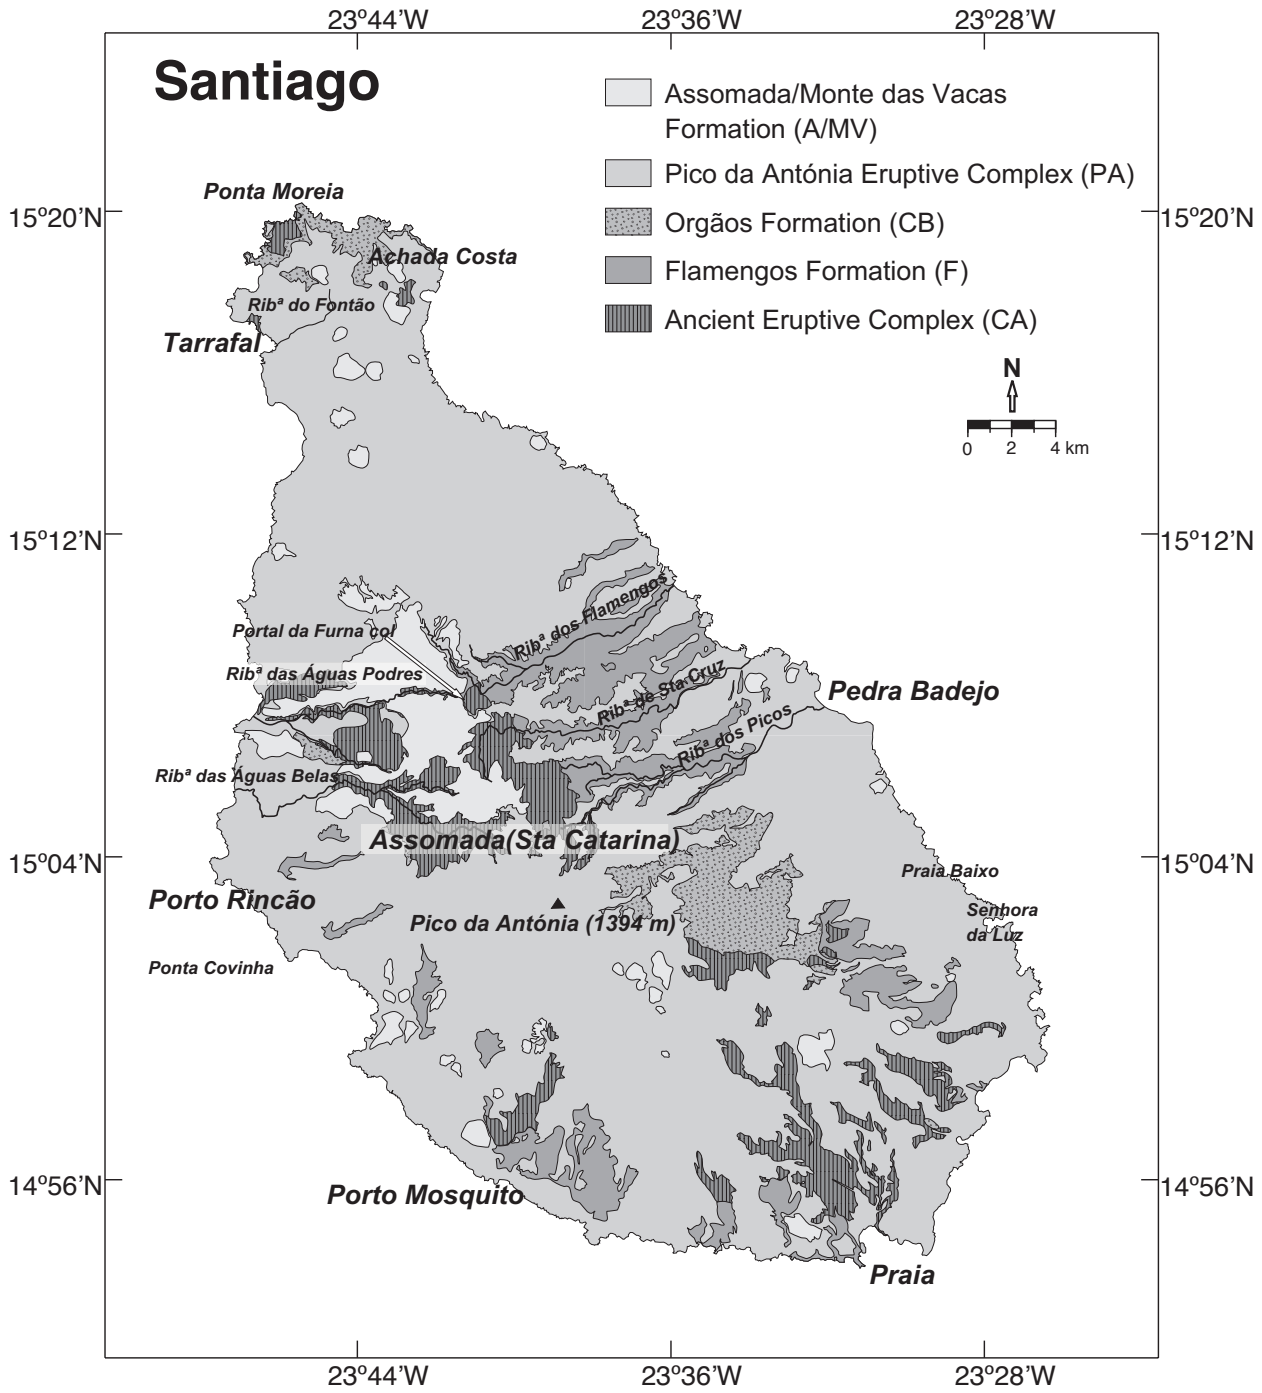 23º44’W 23º36’W 23º28’W
Santiago
Assomada/Monte das Vacas
Formation (A/MV)
Pico da Antónia Eruptive Complex (PA)
Orgãos Formation (CB)
Flamengos Formation (F)
Ancient Eruptive Complex (CA)
Ponta Moreia
15º20’N 15º20’N
Achada Costa
Ribª do Fontão
Tarrafal
N
0 2 4 km
15º12’N 15º12’N
Ribª dos Flamengos
Portal da Furna col
Ribª das Águas Podres
Ribª de Sta Cruz
Pedra Badejo
Ribª dos Picos
Ribª das Águas Belas
Assomada(Sta Catarina)
15º04’N 15º04’N
Praia Baixo
Porto Rincão
Senhora
da Luz
Pico da Antónia (1394 m)
Ponta Covinha
14º56’N 14º56’N
Porto Mosquito
Praia
23º44’W 23º36’W 23º28’W